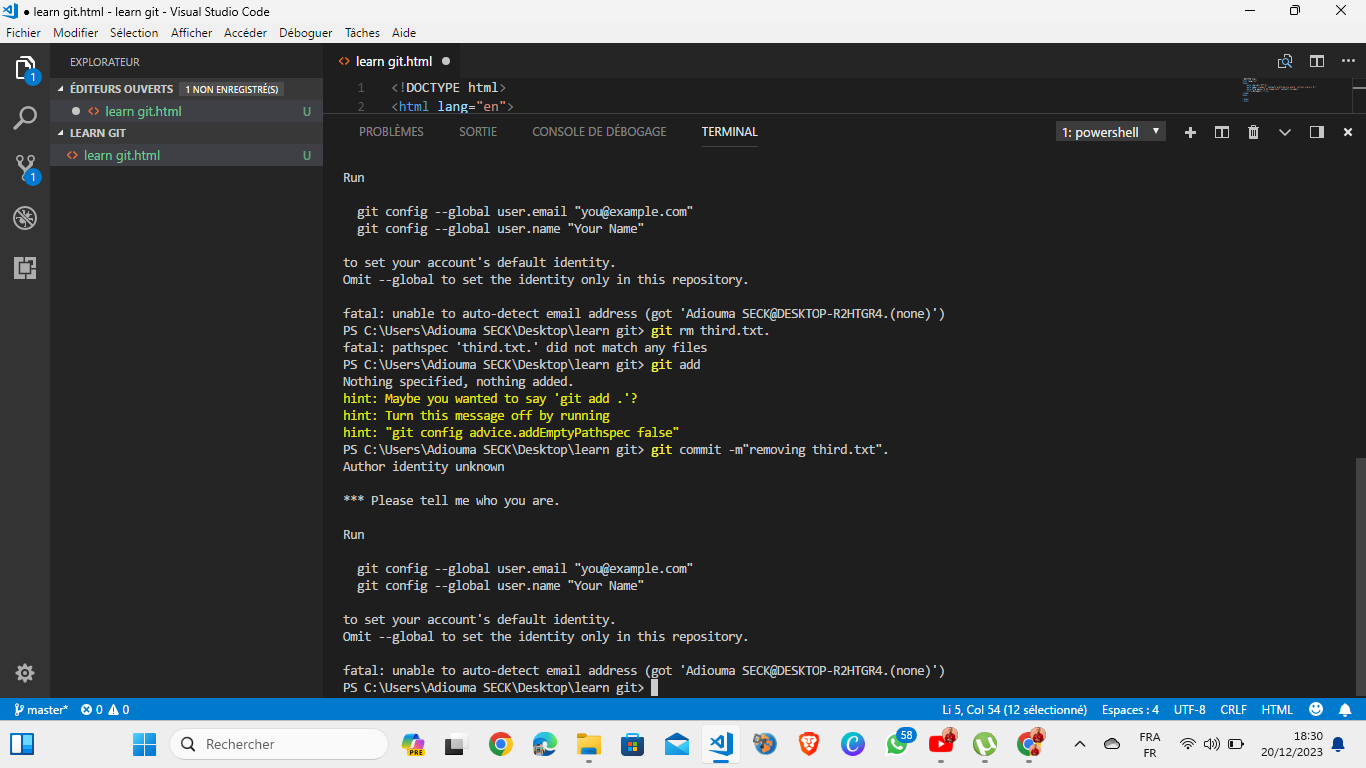 ● learn git.html - learn git - Visual Studio Code
Fichier Modifier Sélection Afficher Accéder Déboguer Tâches Aide
EXPLORATEUR
ÉDITEURS OUVERTS 1 NON ENREGISTRÉ(S)
learn git.html U
LEARN GIT
learn git.html U
1
1
learn git.html
1 <!DOCTYPE html>
2 <html lang="en">
PROBLÈMES SORTIE CONSOLE DE DÉBOGAGE TERMINAL
1: powershell
Run
git config --global user.email "you@example.com"
git config --global user.name "Your Name"
to set your account's default identity.
Omit --global to set the identity only in this repository.
fatal: unable to auto-detect email address (got 'Adiouma SECK@DESKTOP-R2HTGR4.(none)')
PS C:\Users\Adiouma SECK\Desktop\learn git> git rm third.txt.
fatal: pathspec 'third.txt.' did not match any files
PS C:\Users\Adiouma SECK\Desktop\learn git> git add
Nothing specified, nothing added.
hint: Maybe you wanted to say 'git add .'?
hint: Turn this message off by running
hint: "git config advice.addEmptyPathspec false"
PS C:\Users\Adiouma SECK\Desktop\learn git> git commit -m"removing third.txt".
Author identity unknown
*** Please tell me who you are.
Run
git config --global user.email "you@example.com"
git config --global user.name "Your Name"
to set your account's default identity.
Omit --global to set the identity only in this repository.
fatal: unable to auto-detect email address (got 'Adiouma SECK@DESKTOP-R2HTGR4.(none)')
PS C:\Users\Adiouma SECK\Desktop\learn git>
master* 0 0 Li 5, Col 54 (12 sélectionné) Espaces : 4 UTF-8 CRLF HTML
Rechercher
PRE
58
FRA
FR
18:30
20/12/2023